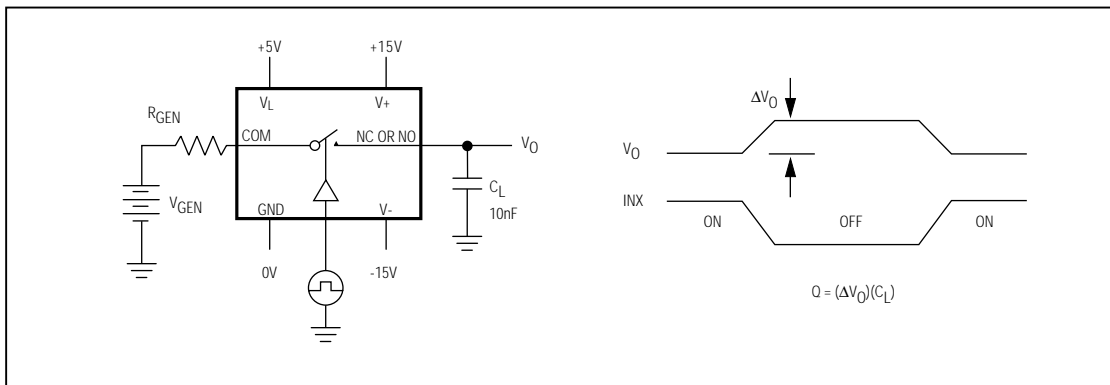 +5V
+15V
R_GEN
V_L
V+
COM
NC OR NO
V_O
V_GEN
C_L
10nF
GND
V-
0V
-15V
ΔV_O
V_O
INX
ON
OFF
ON
Q = (ΔV_O)(C_L)